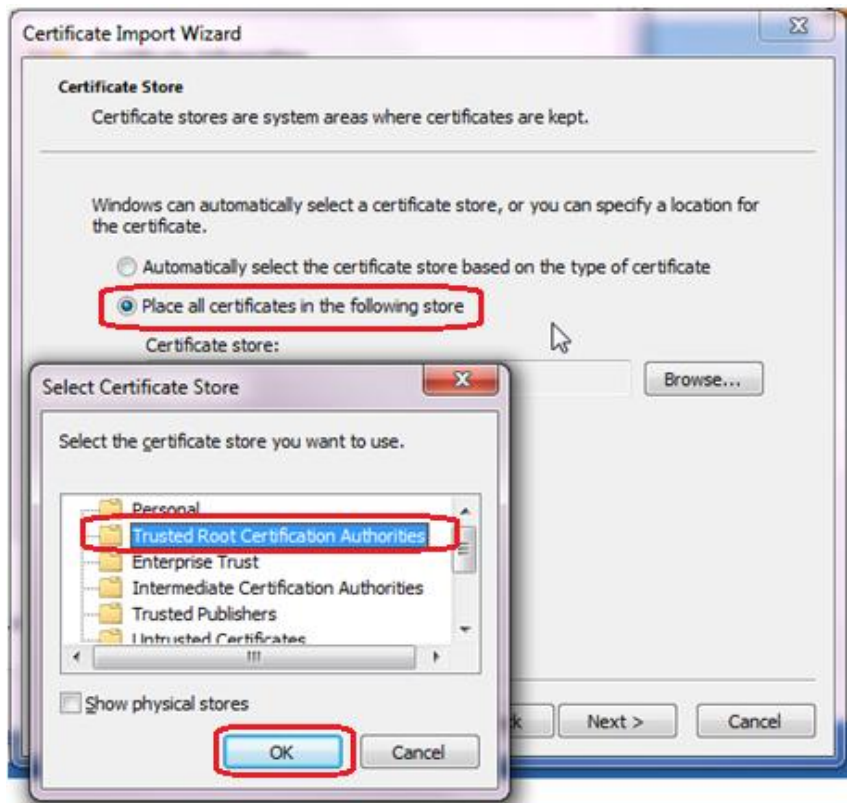 Certificate Import Wizard
Certificate Store
Certificate stores are system areas where certificates are kept.
Windows can automatically select a certificate store, or you can specify a location for
the certificate.
Automatically select the certificate store based on the type of certificate
Place all certificates in the following store
Certificate store:
Browse...
Select Certificate Store
Select the certificate store you want to use.
Personal
Trusted Root Certification Authorities
Enterprise Trust
Intermediate Certification Authorities
Trusted Publishers
Untrusted Certificates
Show physical stores
OK
Cancel
Next >
Cancel